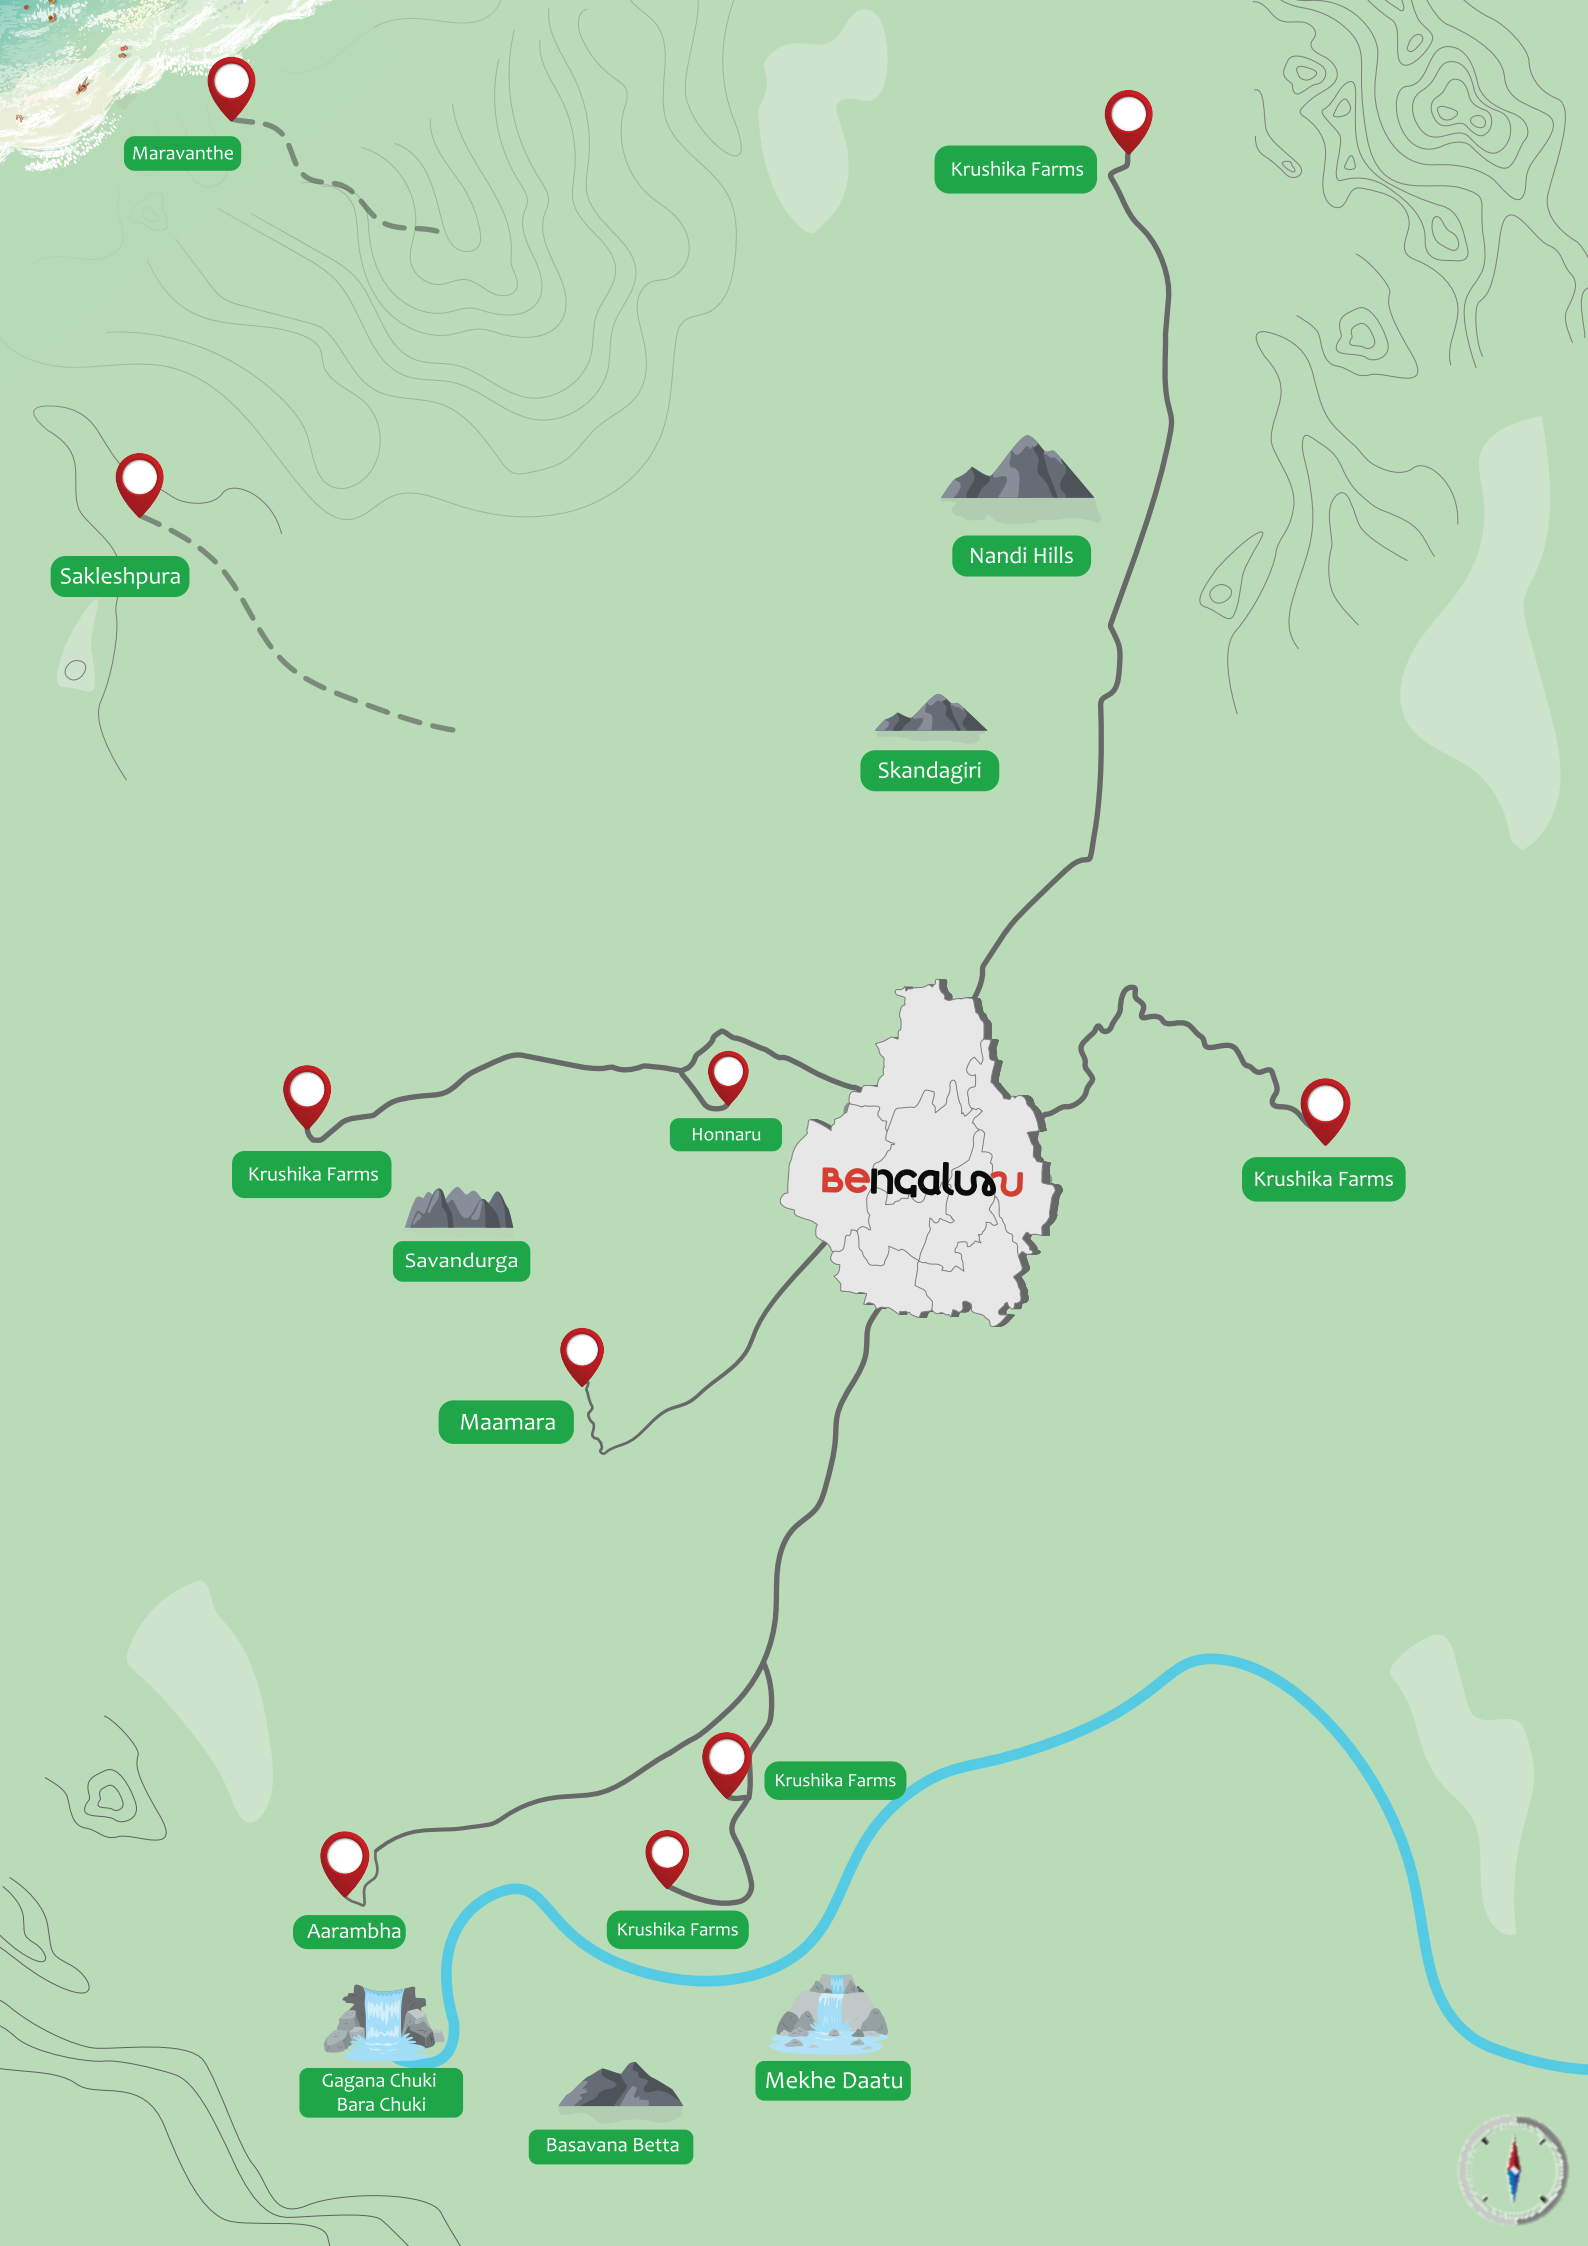 Maravanthe
Krushika Farms
Nandi Hills
Sakleshpura
Skandagiri
Honnaru
Krushika Farms
Bengaluru
Krushika Farms
Savandurga
Maamara
Krushika Farms
Aarambha
Krushika Farms
Gagana Chuki
Bara Chuki
Mekhe Daatu
Basavana Betta